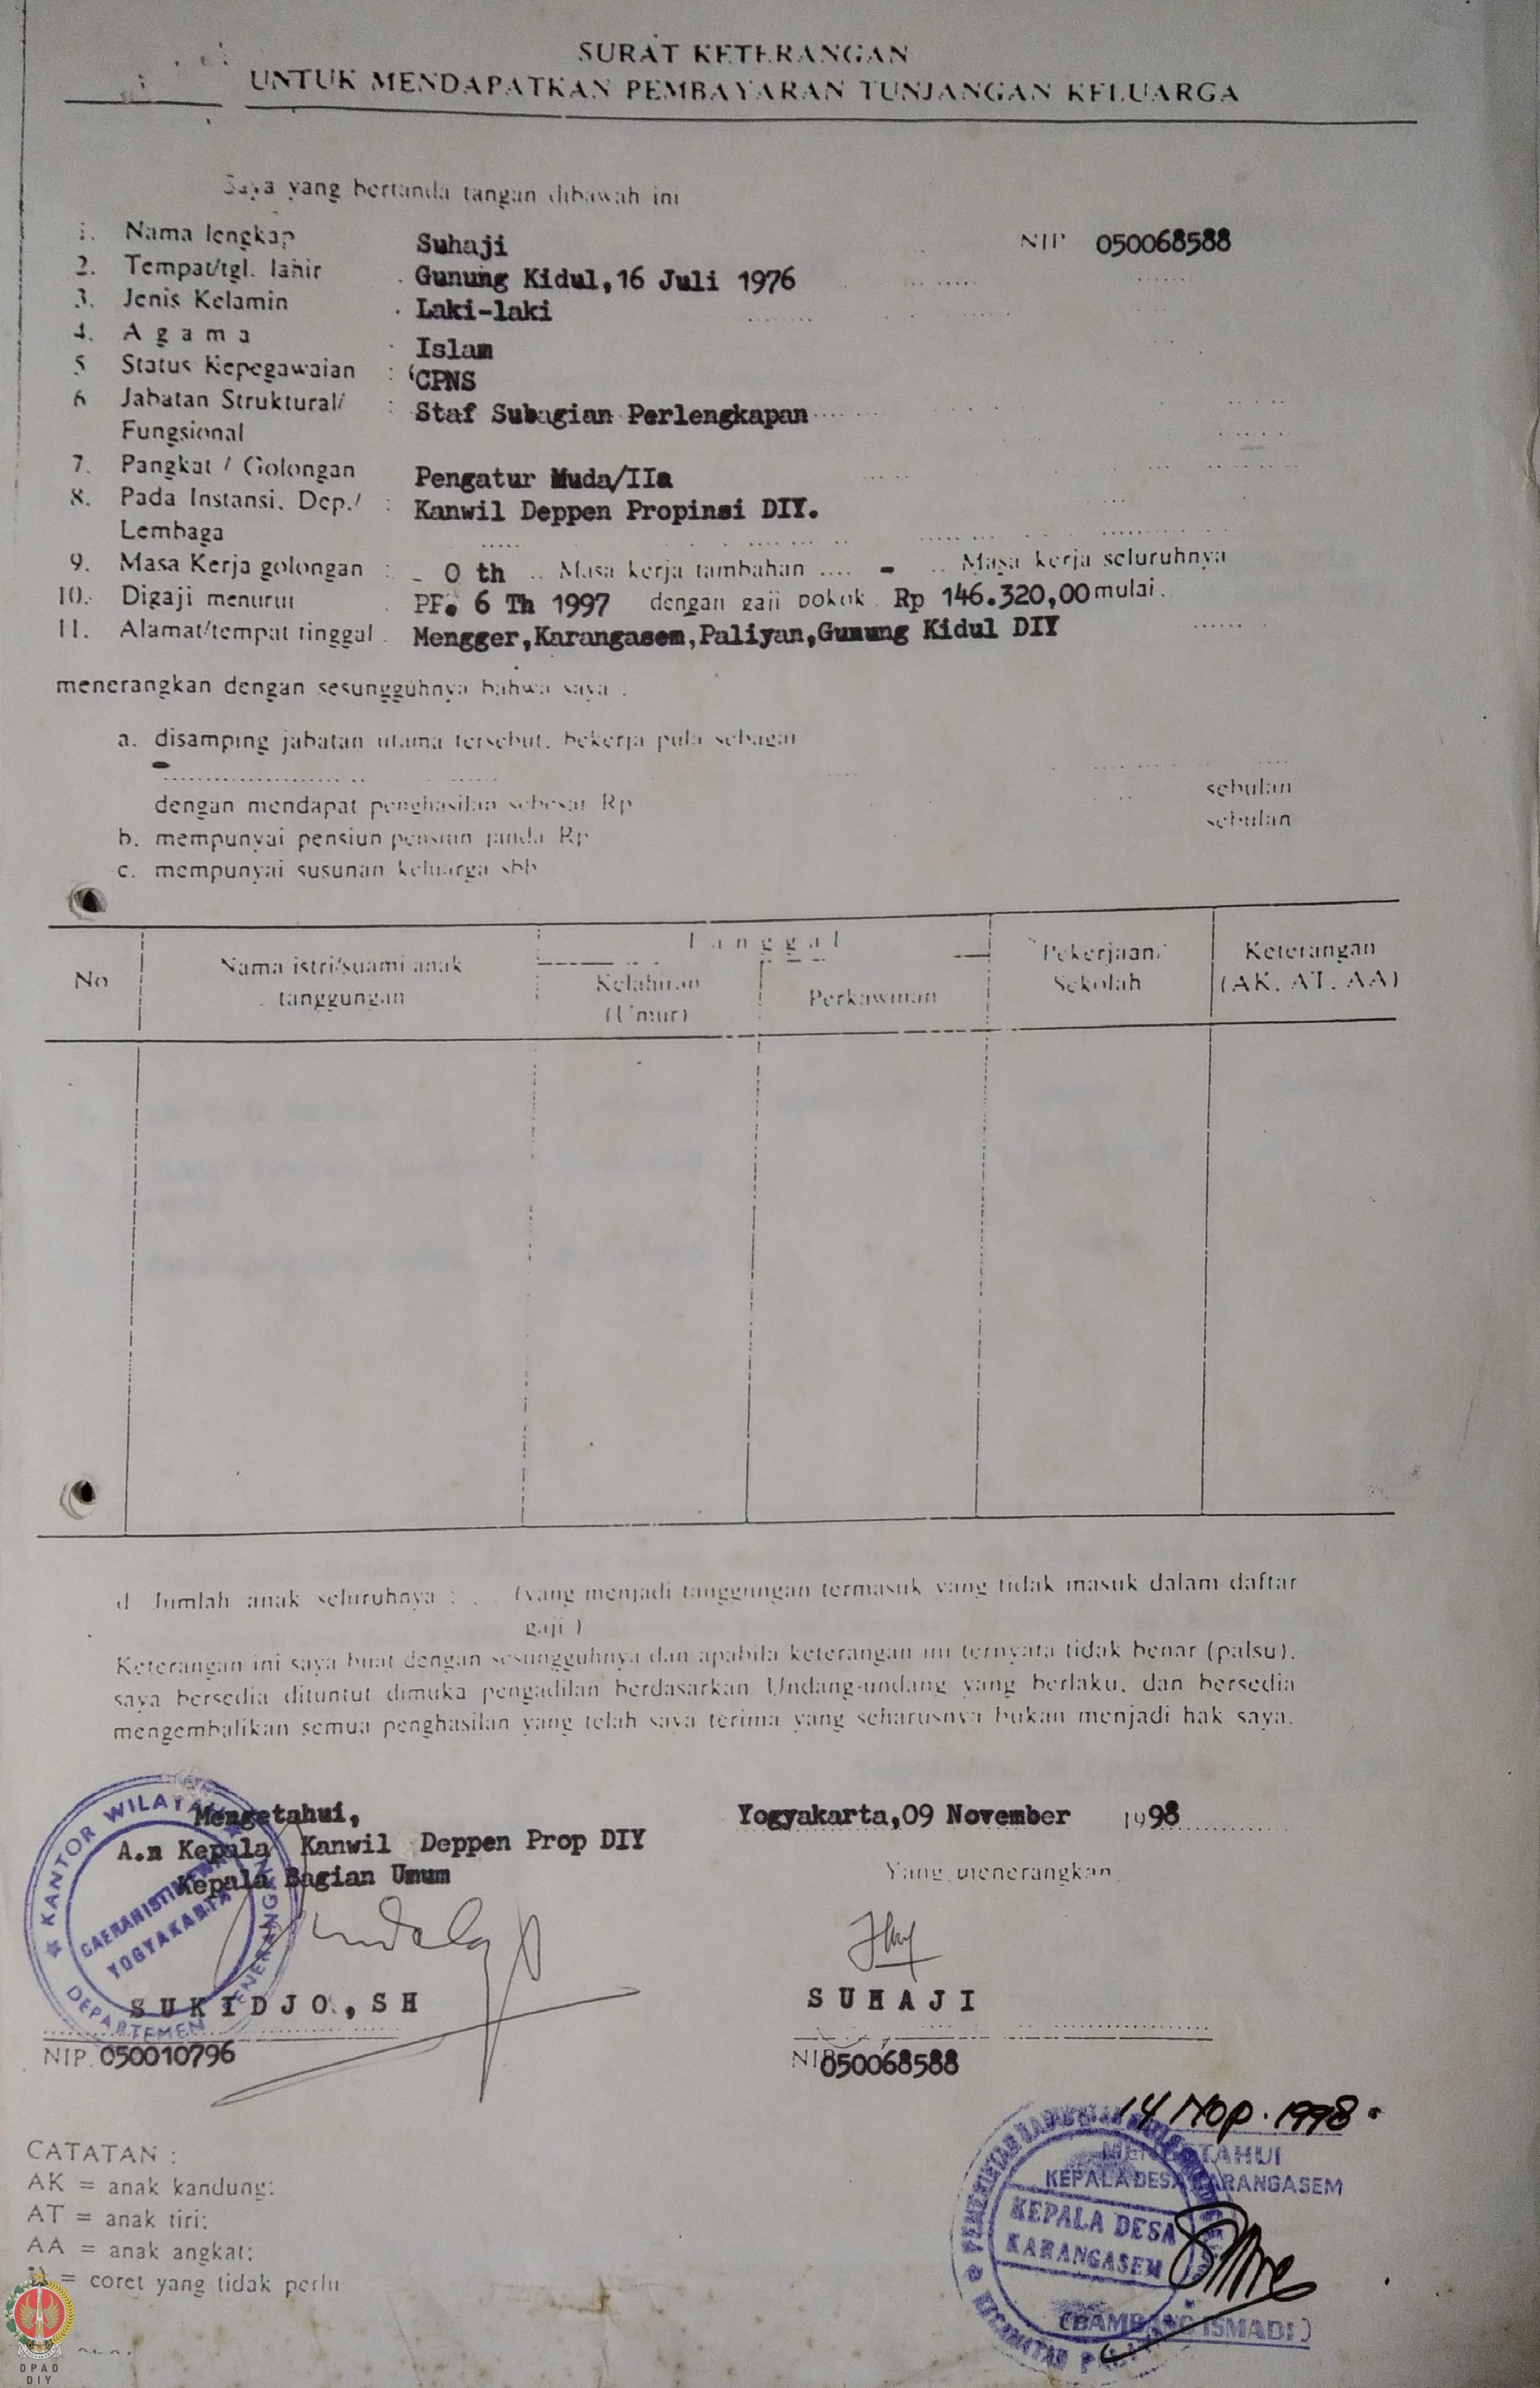 SURAT KETERANGAN
UNTUK MENDAPATKAN PEMBAYARAN TUNJANGAN KELUARGA
Saya yang bertanda tangan dibawah ini
1. Nama lengkap Suhaji NIP 050068588
2. Tempat/tgl. lahir Gunung Kidul,16 Juli 1976
3. Jenis Kelamin Laki-laki
4. A g a m a Islam
5 Status Kepegawaian : CPNS
6 Jabatan Struktural/ : Staf Subagian Perlengkapan
Fungsional
7. Pangkat / Golongan Pengatur Muda/IIa
8. Pada Instansi, Dep./ : Kanwil Deppen Propinsi DIY.
Lembaga
9. Masa Kerja golongan : 0 th .. Masa kerja tambahan .... - .. Masa kerja seluruhnya
10. Digaji menurut PP. 6 Th 1997 dengan gaji pokok Rp 146.320,00 mulai.
11. Alamat/tempat tinggal Mengger,Karangasem,Paliyan,Gunung Kidul DIY
menerangkan dengan sesungguhnya bahwa saya :
a. disamping jabatan utama tersebut, bekerja pula sebagai
-
dengan mendapat penghasilan sebesar Rp sebulan
b. mempunyai pensiun pensiun janda Rp sebulan
c. mempunyai susunan keluarga sbb
T a n g g a l
No Nama istri/suami anak tanggungan Kelahiran (Umur) Perkawinan Pekerjaan/ Sekolah Keterangan (AK, AT, AA)
d Jumlah anak seluruhnya : (yang menjadi tanggungan termasuk yang tidak masuk dalam daftar
gaji )
Keterangan ini saya buat dengan sesungguhnya dan apabila keterangan ini ternyata tidak benar (palsu),
saya bersedia dituntut dimuka pengadilan berdasarkan Undang-undang yang berlaku, dan bersedia
mengembalikan semua penghasilan yang telah saya terima yang seharusnya bukan menjadi hak saya.
Mengetahui, Yogyakarta,09 November 1998
A.n Kepala Kanwil Deppen Prop DIY
Kepala Bagian Umum Yang menerangkan
KANTOR WILAYAH
DAERAH ISTIMEWA
YOGYAKARTA
DEPARTEMEN PENERANGAN
S U K I D J O , S H S U H A J I
NIP. 050010796 NIP 050068588
14 Nop. 1998.
MENGETAHUI
KEPALA DESA KARANGASEM
KEPALA DESA
KARANGASEM
(BAMBANG ISMADI)
CATATAN :
AK = anak kandung;
AT = anak tiri;
AA = anak angkat;
= coret yang tidak perlu
DPAD
DIY